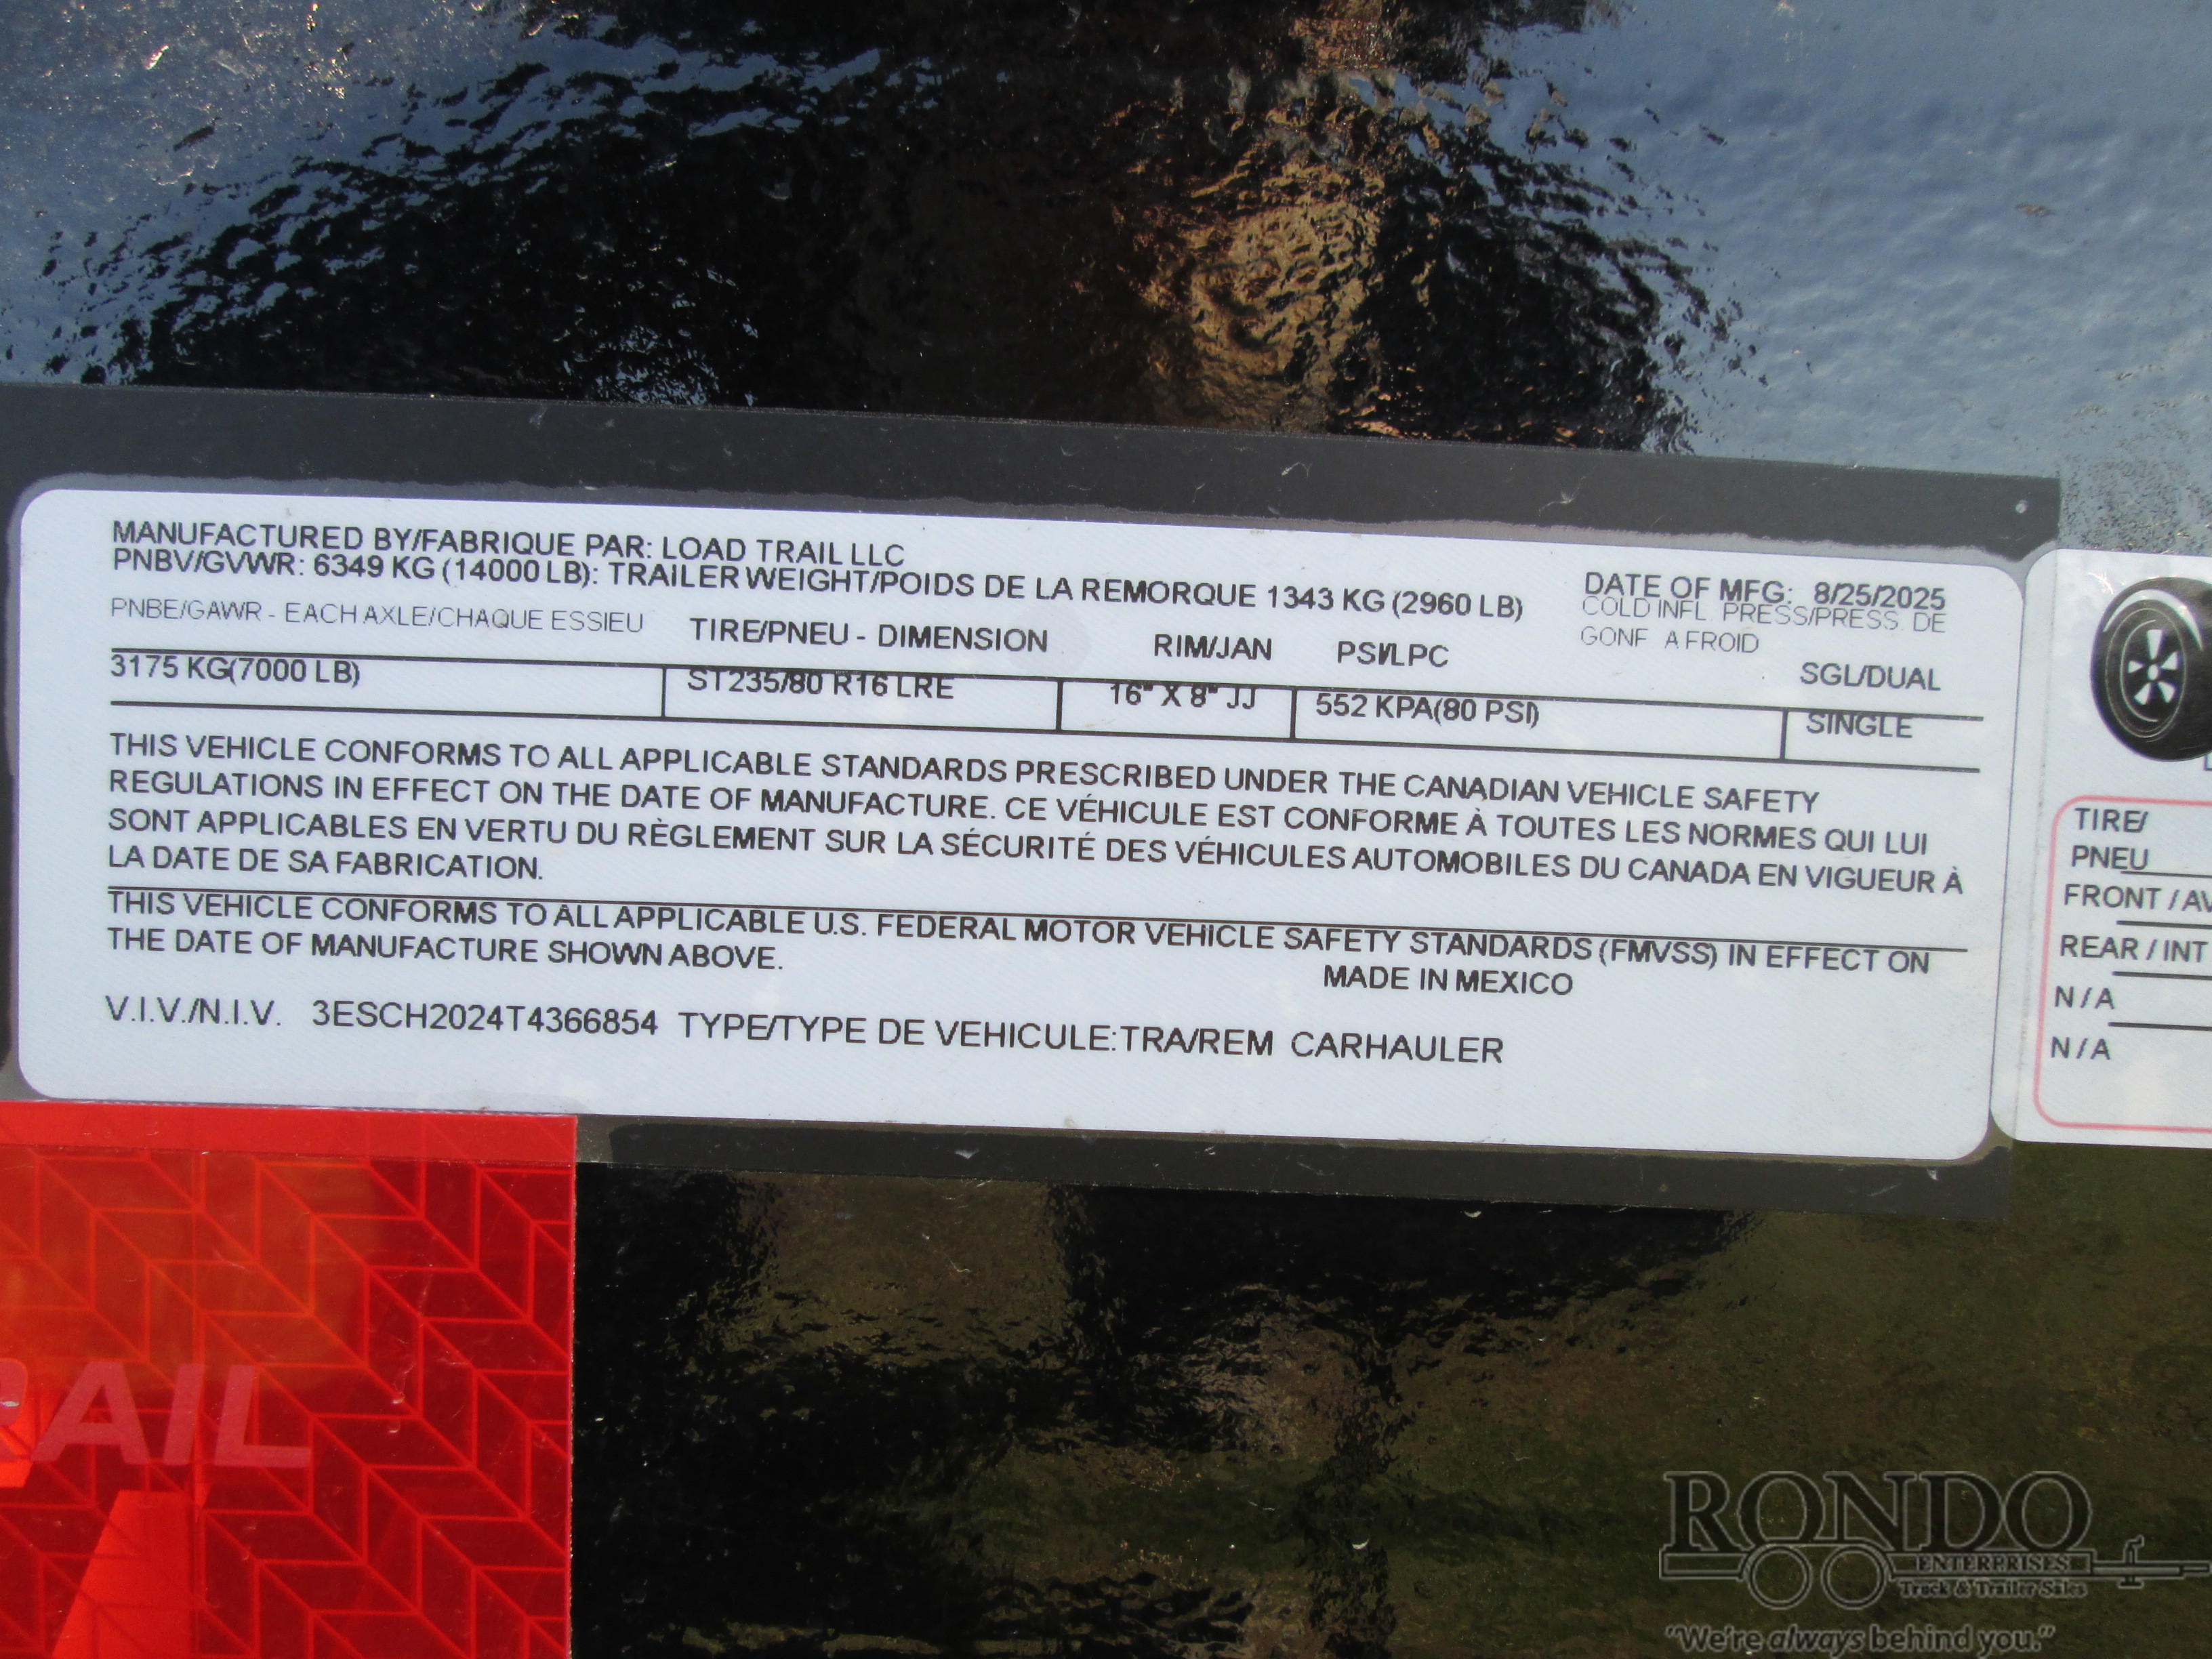 MANUFACTURED BY/FABRIQUE PAR: LOAD TRAIL LLC
PNBV/GVWR: 6349 KG (14000 LB): TRAILER WEIGHT/POIDS DE LA REMORQUE 1343 KG (2960 LB)
DATE OF MFG: 8/25/2025
PNBE/GAWR - EACH AXLE/CHAQUE ESSIEU TIRE/PNEU - DIMENSION RIM/JAN PSI/LPC
COLD INFL. PRESS/PRESS. DE
GONF A FROID
SGL/DUAL
3175 KG(7000 LB) ST235/80 R16 LRE 16" X 8" JJ 552 KPA(80 PSI) SINGLE
THIS VEHICLE CONFORMS TO ALL APPLICABLE STANDARDS PRESCRIBED UNDER THE CANADIAN VEHICLE SAFETY
REGULATIONS IN EFFECT ON THE DATE OF MANUFACTURE. CE VÉHICULE EST CONFORME À TOUTES LES NORMES QUI LUI
SONT APPLICABLES EN VERTU DU RÈGLEMENT SUR LA SÉCURITÉ DES VÉHICULES AUTOMOBILES DU CANADA EN VIGUEUR À
LA DATE DE SA FABRICATION.
THIS VEHICLE CONFORMS TO ALL APPLICABLE U.S. FEDERAL MOTOR VEHICLE SAFETY STANDARDS (FMVSS) IN EFFECT ON
THE DATE OF MANUFACTURE SHOWN ABOVE.
MADE IN MEXICO
V.I.V./N.I.V. 3ESCH2024T4366854 TYPE/TYPE DE VEHICULE:TRA/REM CARHAULER
TIRE/
PNEU
FRONT / AV
REAR / INT
N / A
N / A
RAIL
RONDO
ENTERPRISES
Truck & Trailer Sales
"We're always behind you."